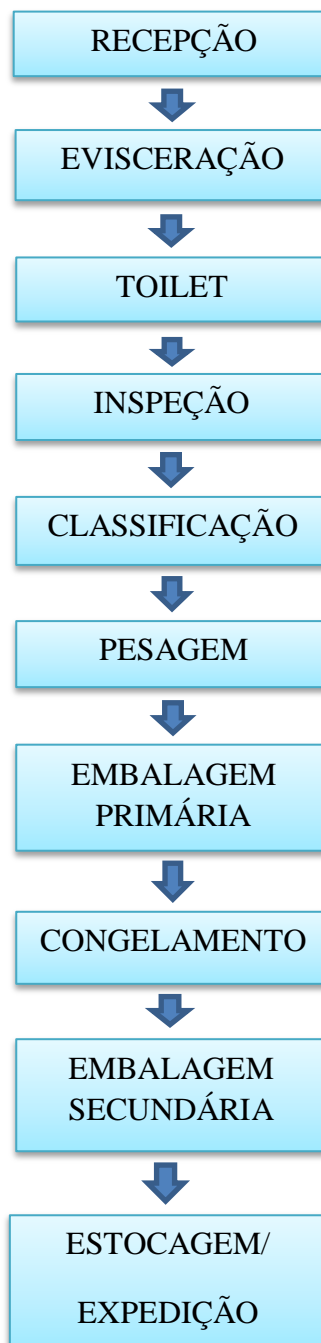 RECEPÇÃO
EVISCERAÇÃO
TOILET
INSPEÇÃO
CLASSIFICAÇÃO
PESAGEM
EMBALAGEM
PRIMÁRIA
CONGELAMENTO
EMBALAGEM
SECUNDÁRIA
ESTOCAGEM/
EXPEDIÇÃO